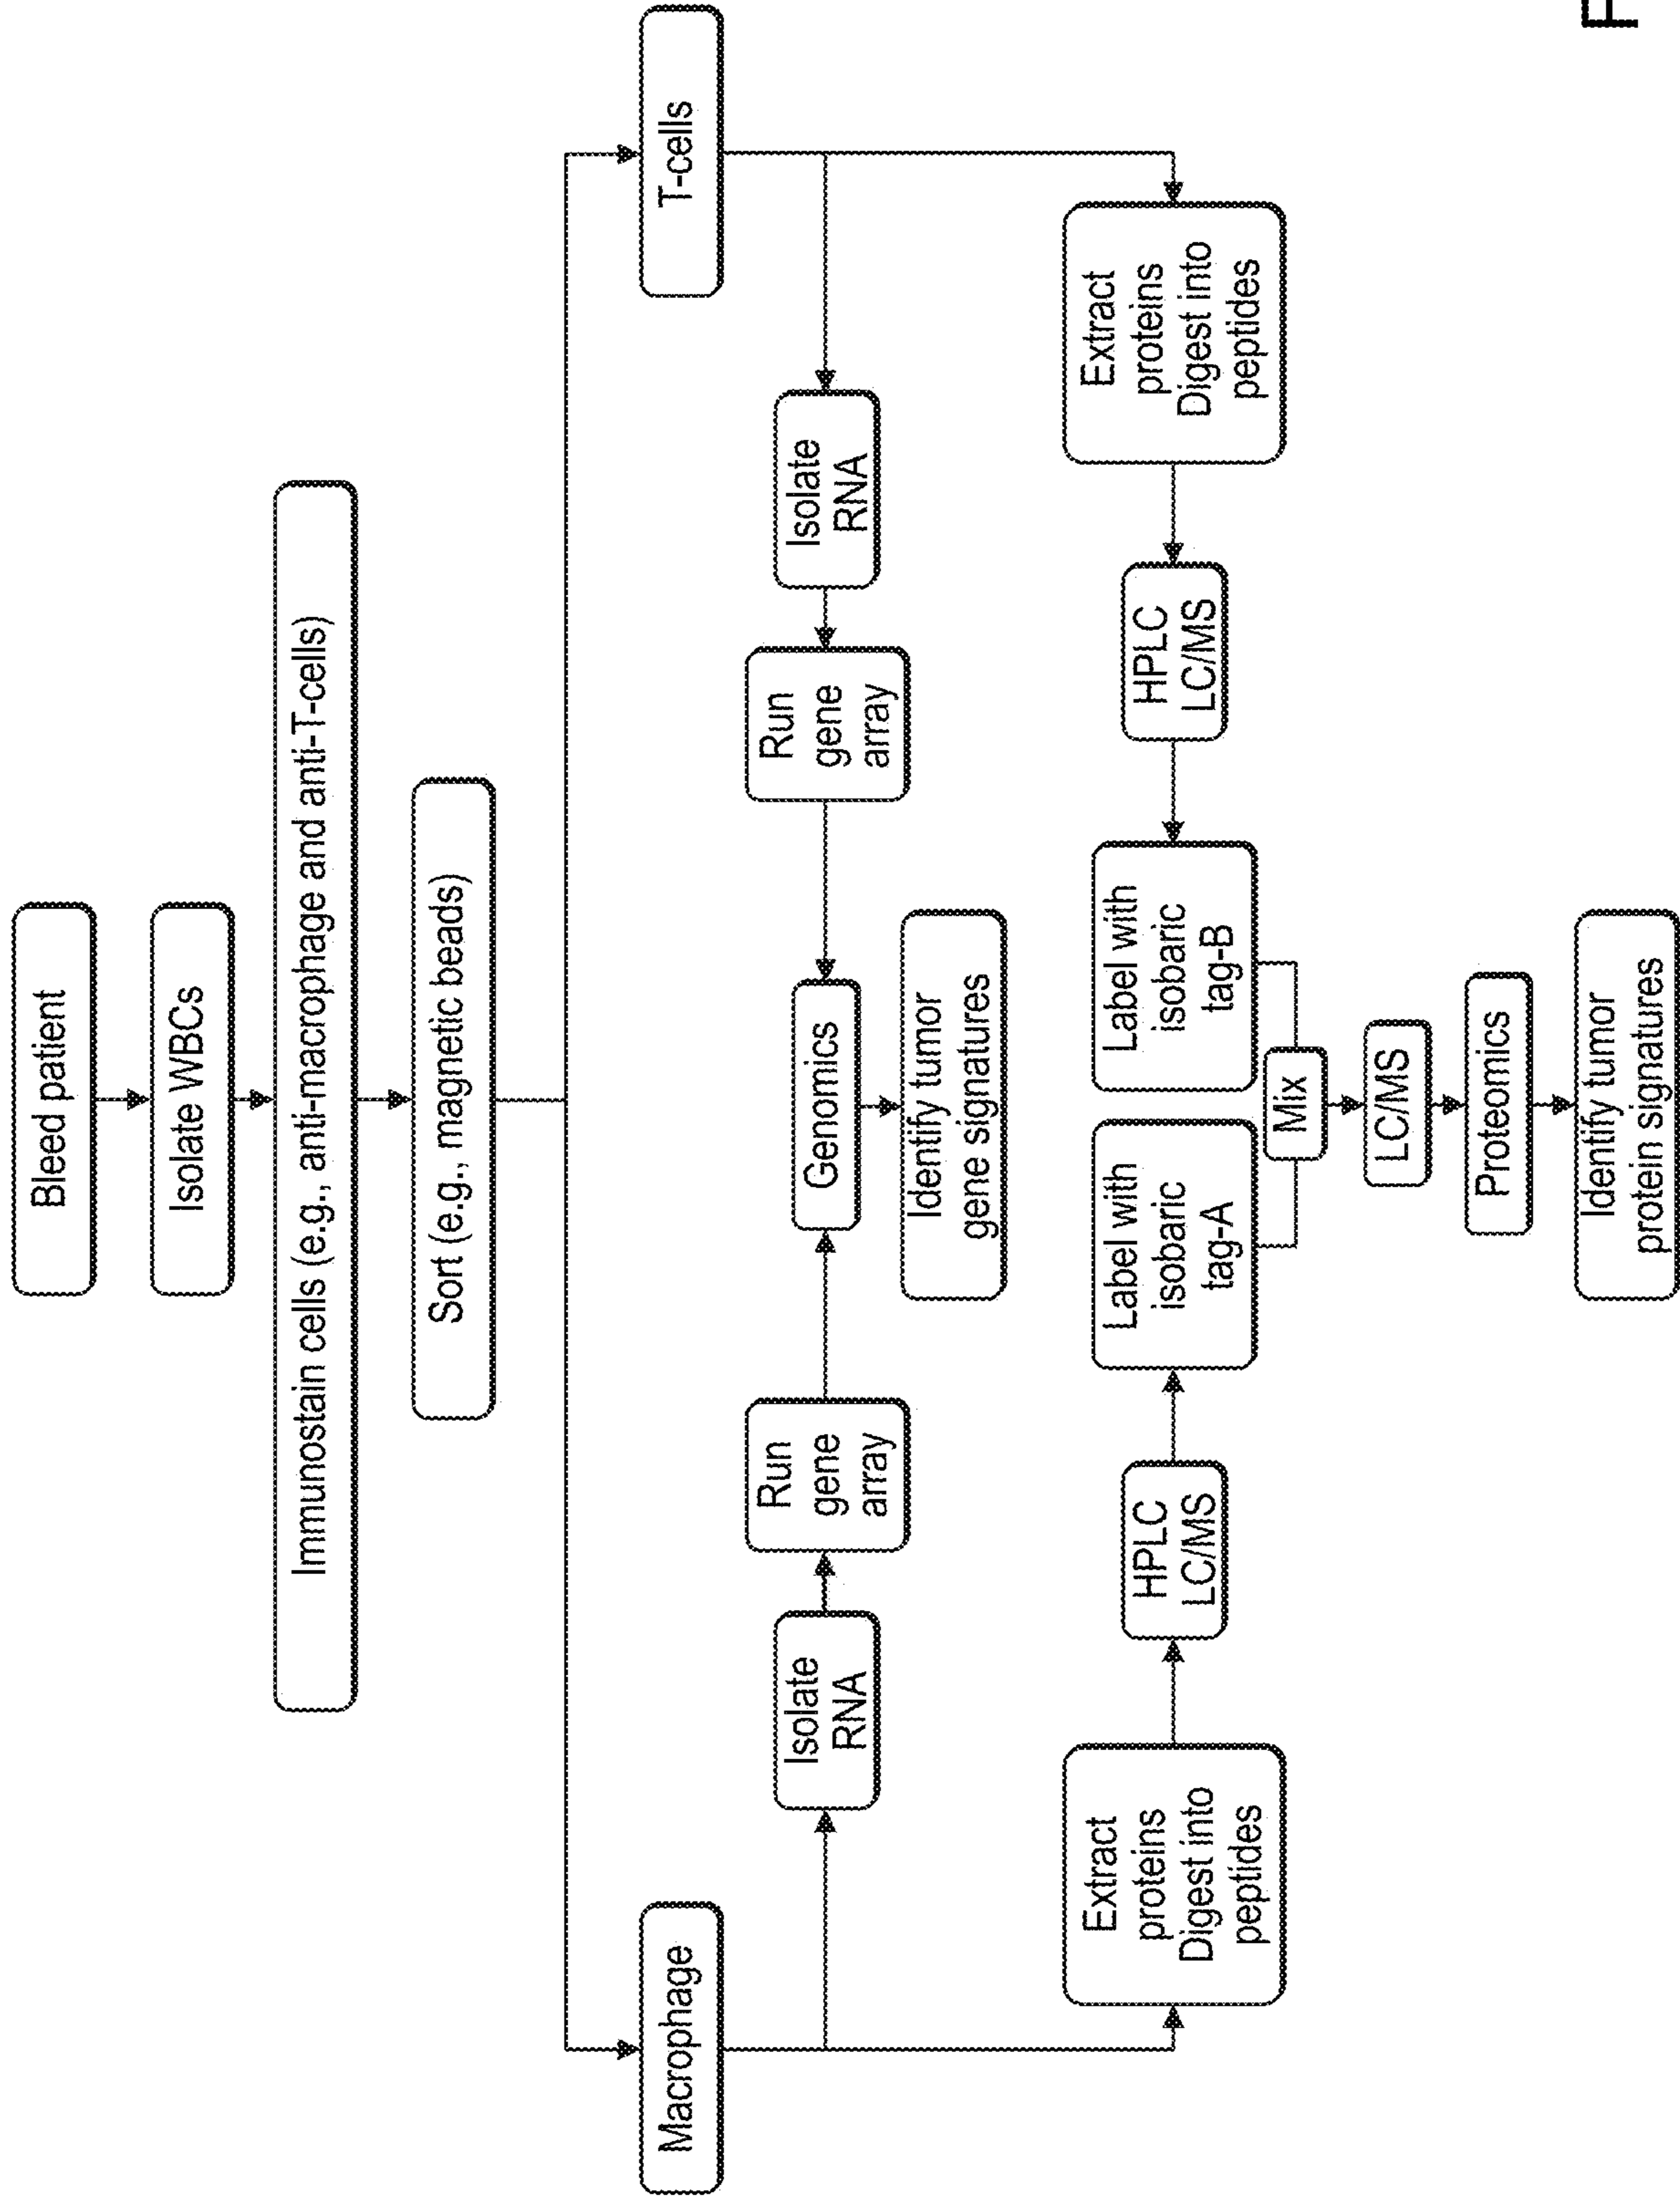 Bleed patient
Isolate WBCs
Immunostain cells (e.g., anti-macrophage and anti-T-cells)
Sort (e.g., magnetic beads)
Macrophage
T-cells
Isolate
RNA
Run
gene
array
Genomics
Run
gene
array
Isolate
RNA
Identify tumor
gene signatures
Extract
proteins
Digest into
peptides
HPLC
LC/MS
Label with
isobaric
tag-A
Label with
isobaric
tag-B
HPLC
LC/MS
Extract
proteins
Digest into
peptides
Mix
LC/MS
Proteomics
Identify tumor
protein signatures